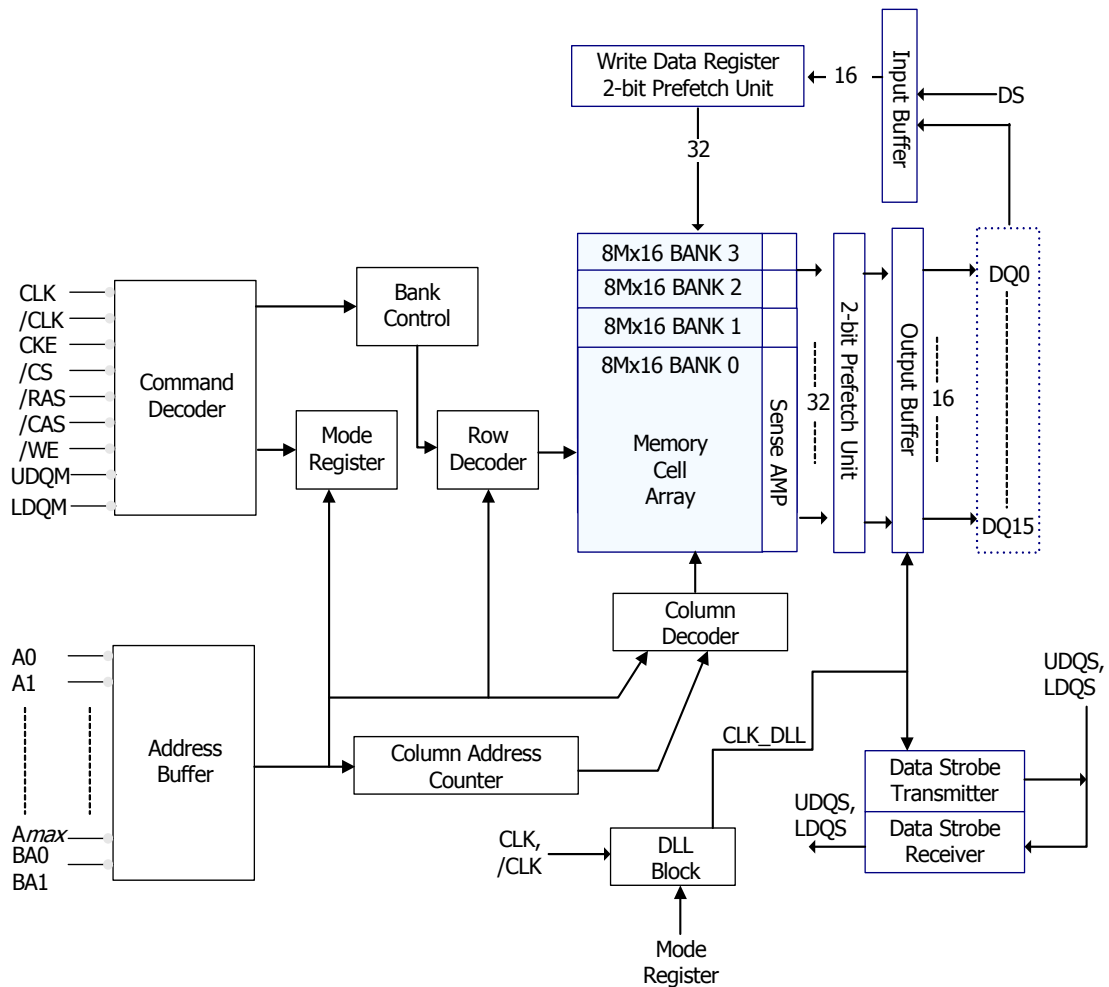 Write Data Register
2-bit Prefetch Unit
16
Input Buffer
DS
32
8Mx16 BANK 3
8Mx16 BANK 2
8Mx16 BANK 1
8Mx16 BANK 0
Memory
Cell
Array
Sense AMP
32
2-bit Prefetch Unit
Output Buffer
16
DQ0
DQ15
CLK
/CLK
CKE
/CS
/RAS
/CAS
/WE
UDQM
LDQM
Command
Decoder
Bank
Control
Mode
Register
Row
Decoder
Column
Decoder
A0
A1
Amax
BA0
BA1
Address
Buffer
Column Address
Counter
CLK_DLL
UDQS,
LDQS
Data Strobe
Transmitter
Data Strobe
Receiver
UDQS,
LDQS
CLK,
/CLK
DLL
Block
Mode
Register